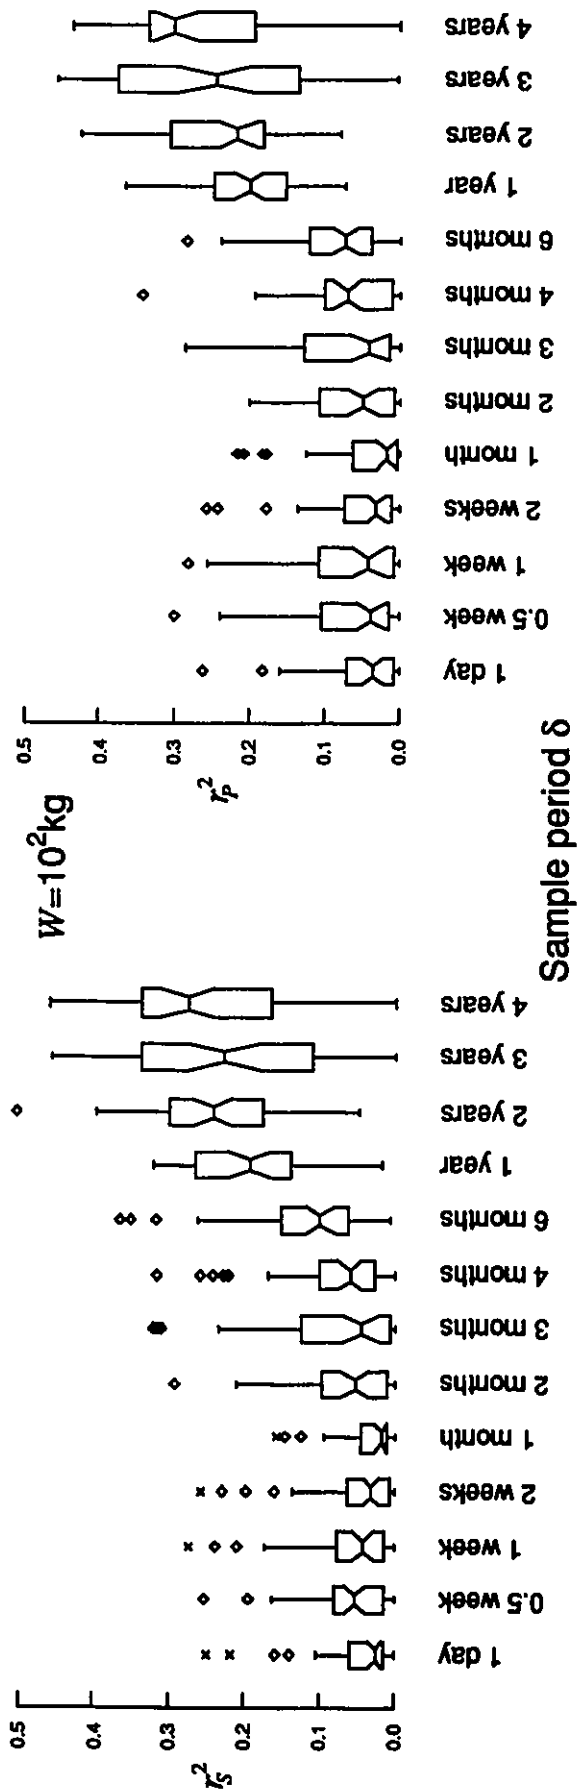 W=10²kg
r_S²
0.5
0.4
0.3
0.2
0.1
0.0
1 day
0.5 week
1 week
2 weeks
1 month
2 months
3 months
4 months
6 months
1 year
2 years
3 years
4 years
r_P²
0.5
0.4
0.3
0.2
0.1
0.0
1 day
0.5 week
1 week
2 weeks
1 month
2 months
3 months
4 months
6 months
1 year
2 years
3 years
4 years
Sample period δ